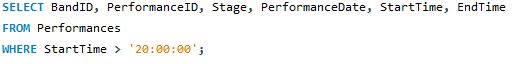 SELECT BandID, PerformanceID, Stage, PerformanceDate, StartTime, EndTime
FROM Performances
WHERE StartTime > '20:00:00';